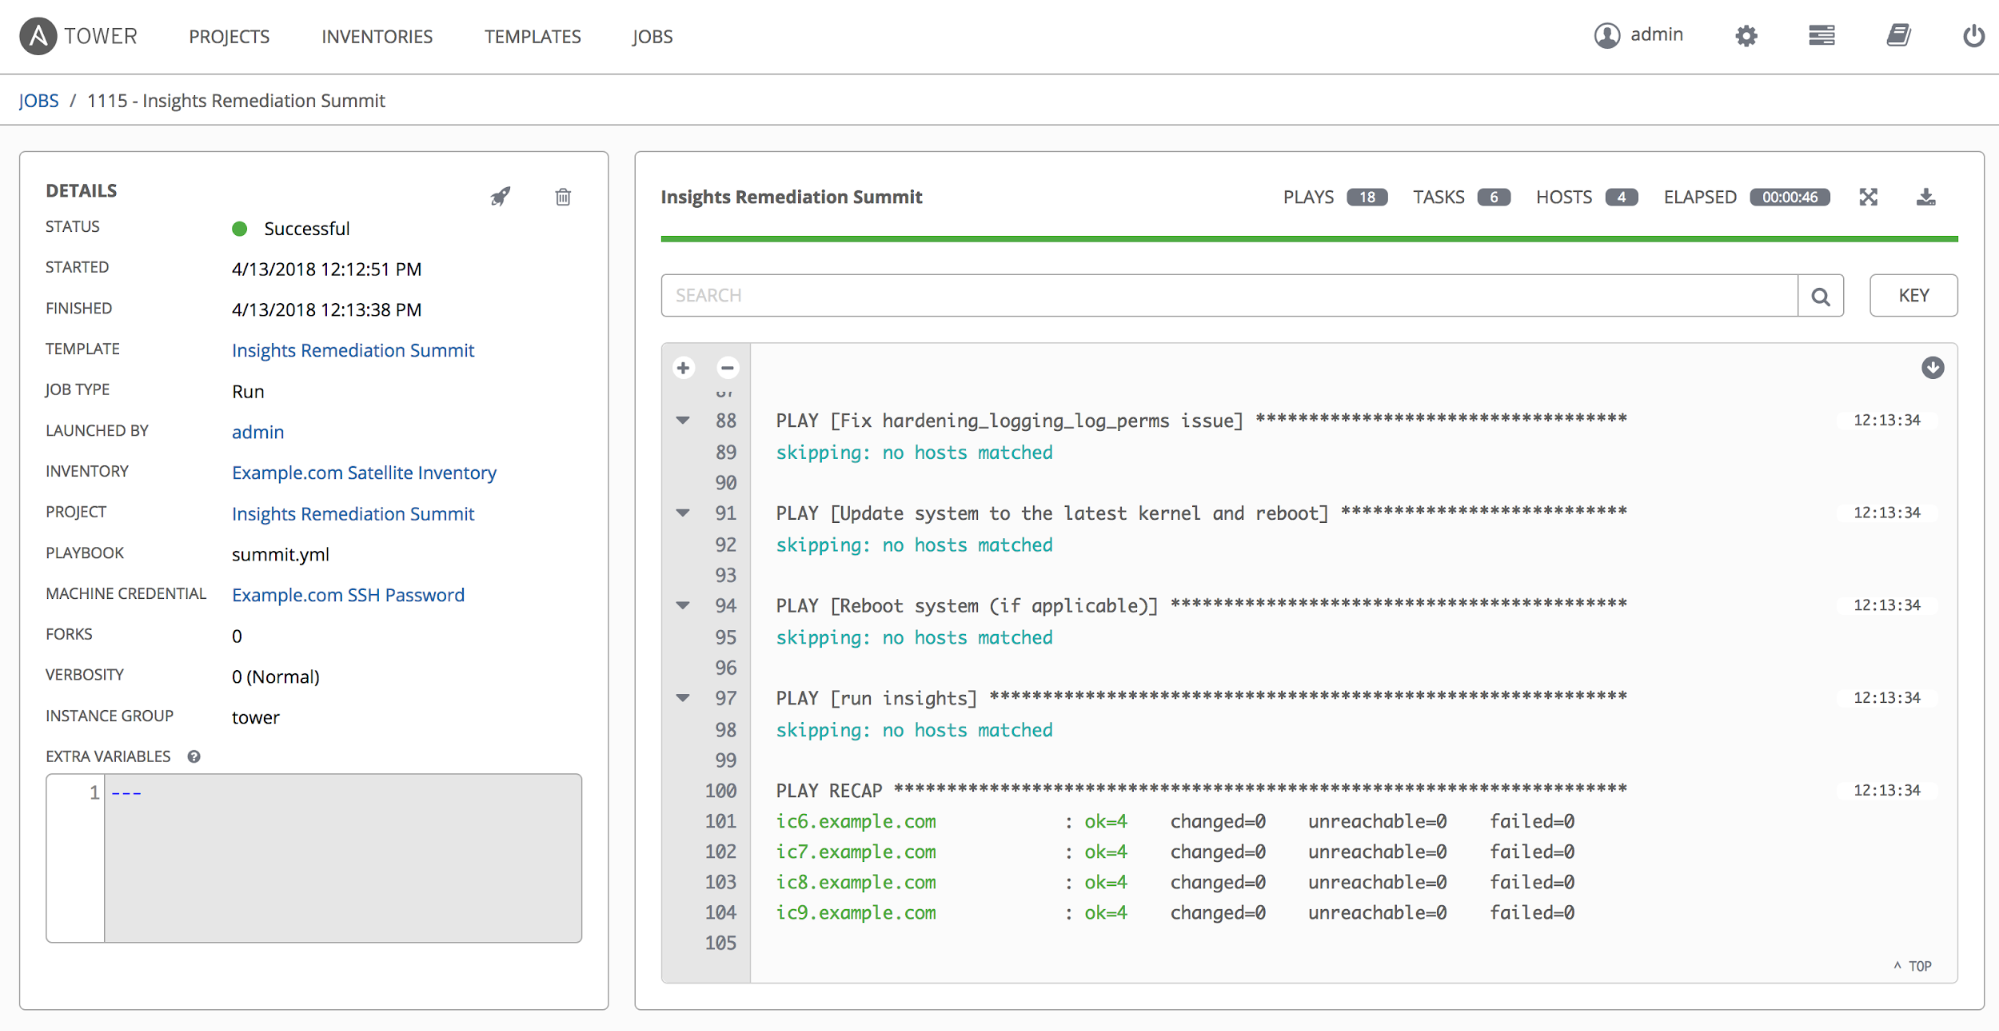 TOWER PROJECTS INVENTORIES TEMPLATES JOBS admin
JOBS / 1115 - Insights Remediation Summit
DETAILS
STATUS Successful
STARTED 4/13/2018 12:12:51 PM
FINISHED 4/13/2018 12:13:38 PM
TEMPLATE Insights Remediation Summit
JOB TYPE Run
LAUNCHED BY admin
INVENTORY Example.com Satellite Inventory
PROJECT Insights Remediation Summit
PLAYBOOK summit.yml
MACHINE CREDENTIAL Example.com SSH Password
FORKS 0
VERBOSITY 0 (Normal)
INSTANCE GROUP tower
EXTRA VARIABLES ?
1 ---
Insights Remediation Summit PLAYS 18 TASKS 6 HOSTS 4 ELAPSED 00:00:46
SEARCH KEY
87
88 PLAY [Fix hardening_logging_log_perms issue] *********************************** 12:13:34
89 skipping: no hosts matched
90
91 PLAY [Update system to the latest kernel and reboot] *************************** 12:13:34
92 skipping: no hosts matched
93
94 PLAY [Reboot system (if applicable)] ******************************************* 12:13:34
95 skipping: no hosts matched
96
97 PLAY [run insights] ************************************************************ 12:13:34
98 skipping: no hosts matched
99
100 PLAY RECAP ********************************************************************* 12:13:34
101 ic6.example.com : ok=4 changed=0 unreachable=0 failed=0
102 ic7.example.com : ok=4 changed=0 unreachable=0 failed=0
103 ic8.example.com : ok=4 changed=0 unreachable=0 failed=0
104 ic9.example.com : ok=4 changed=0 unreachable=0 failed=0
105
^ TOP